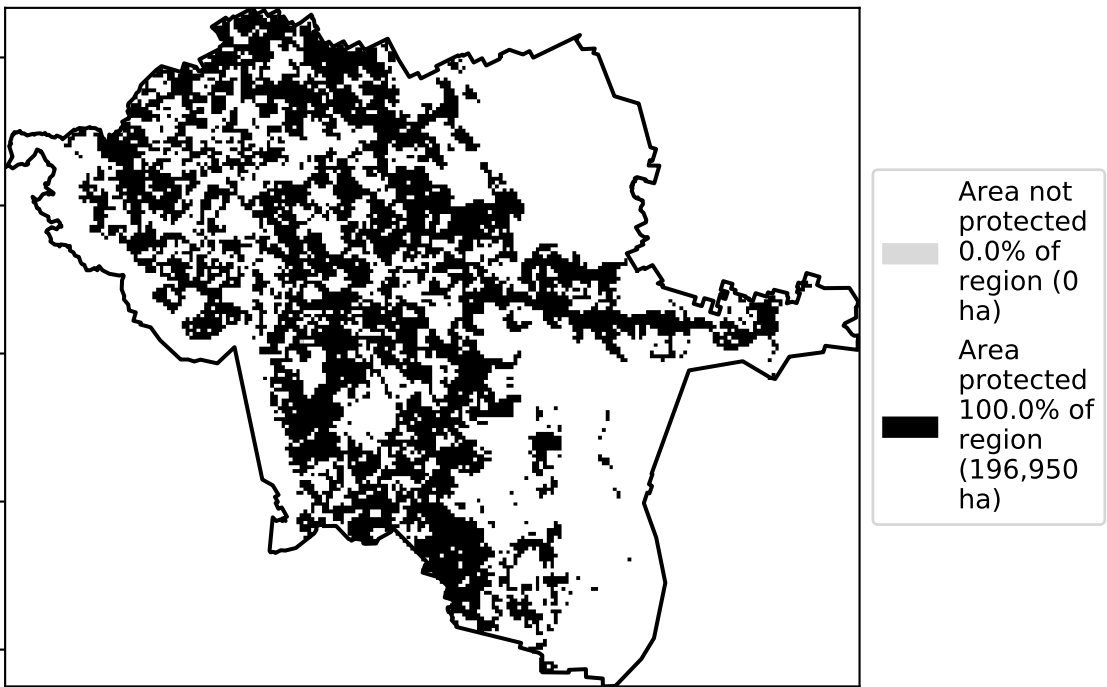 Area not
protected
0.0% of
region (0
ha)
Area
protected
100.0% of
region
(196,950
ha)